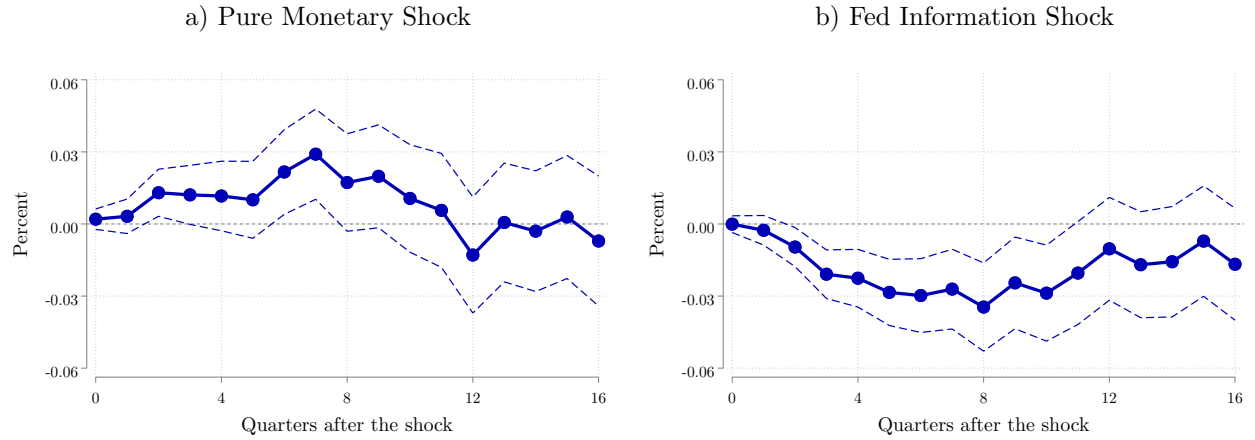 a) Pure Monetary Shock
0.06
0.03
0.00
-0.03
-0.06
Percent
0 4 8 12 16
Quarters after the shock
b) Fed Information Shock
0.06
0.03
0.00
-0.03
-0.06
Percent
0 4 8 12 16
Quarters after the shock